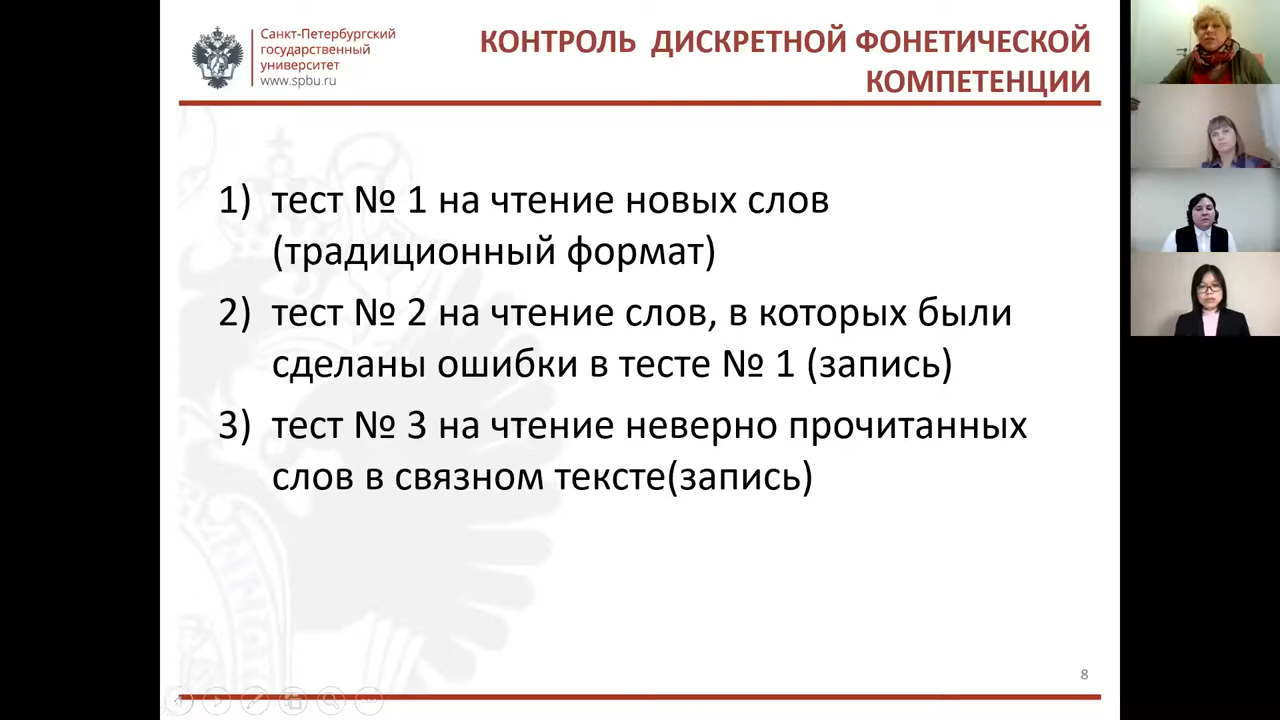 Санкт-Петербургский
государственный
университет
www.spbu.ru
КОНТРОЛЬ ДИСКРЕТНОЙ ФОНЕТИЧЕСКОЙ
КОМПЕТЕНЦИИ
1) тест № 1 на чтение новых слов
(традиционный формат)
2) тест № 2 на чтение слов, в которых были
сделаны ошибки в тесте № 1 (запись)
3) тест № 3 на чтение неверно прочитанных
слов в связном тексте(запись)
8